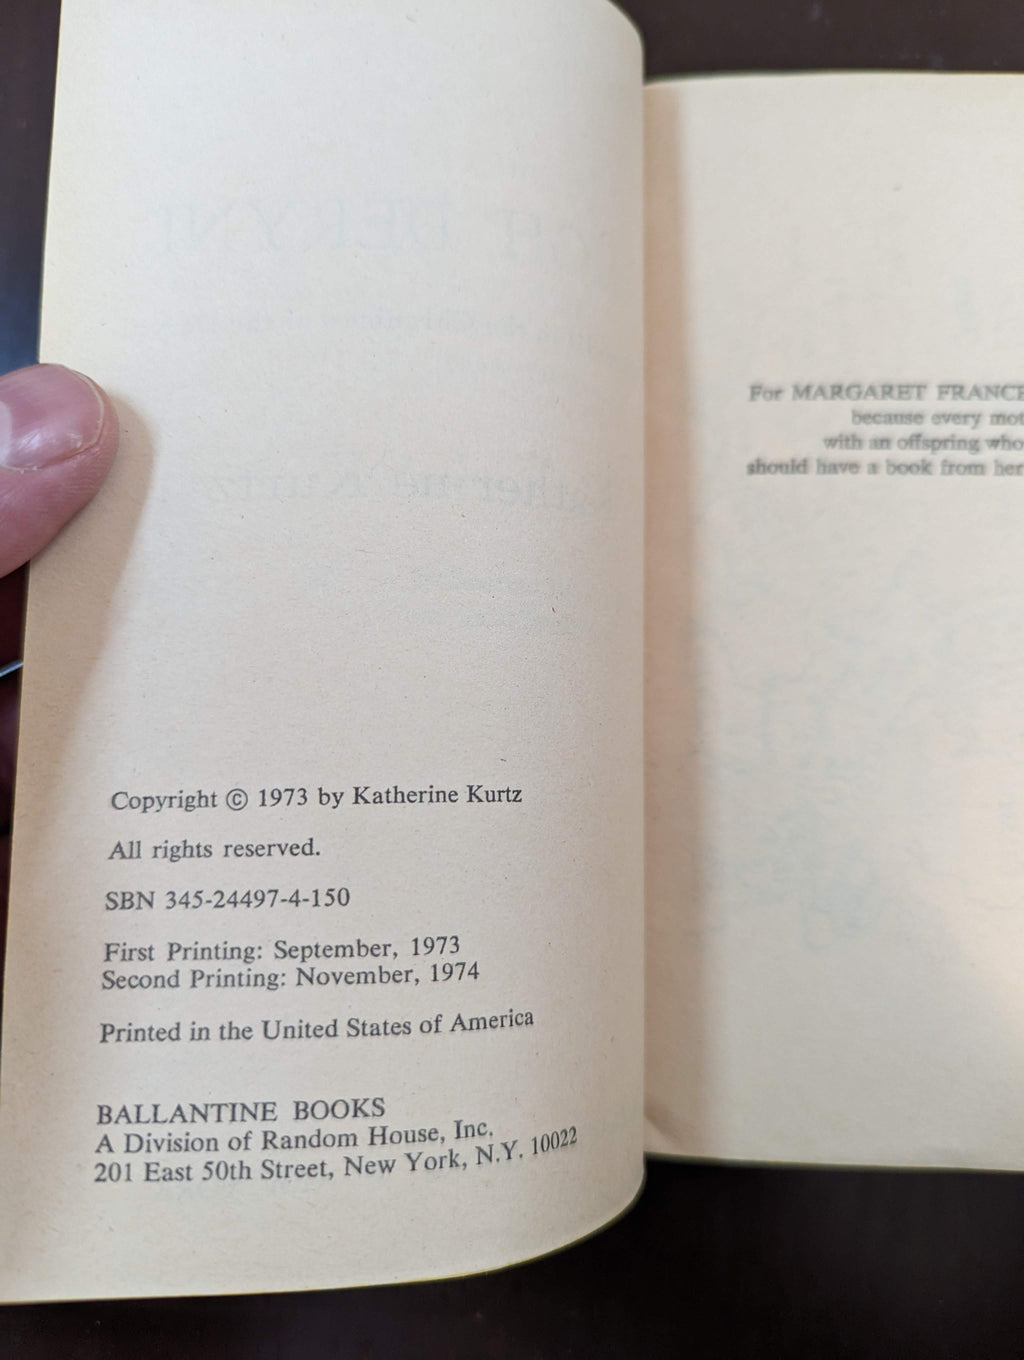 Copyright © 1973 by Katherine Kurtz
All rights reserved.
SBN 345-24497-4-150
First Printing: September, 1973
Second Printing: November, 1974
Printed in the United States of America
BALLANTINE BOOKS
A Division of Random House, Inc.
201 East 50th Street, New York, N.Y. 10022
For MARGARET FRANCE
because every mot
with an offspring who
should have a book from her